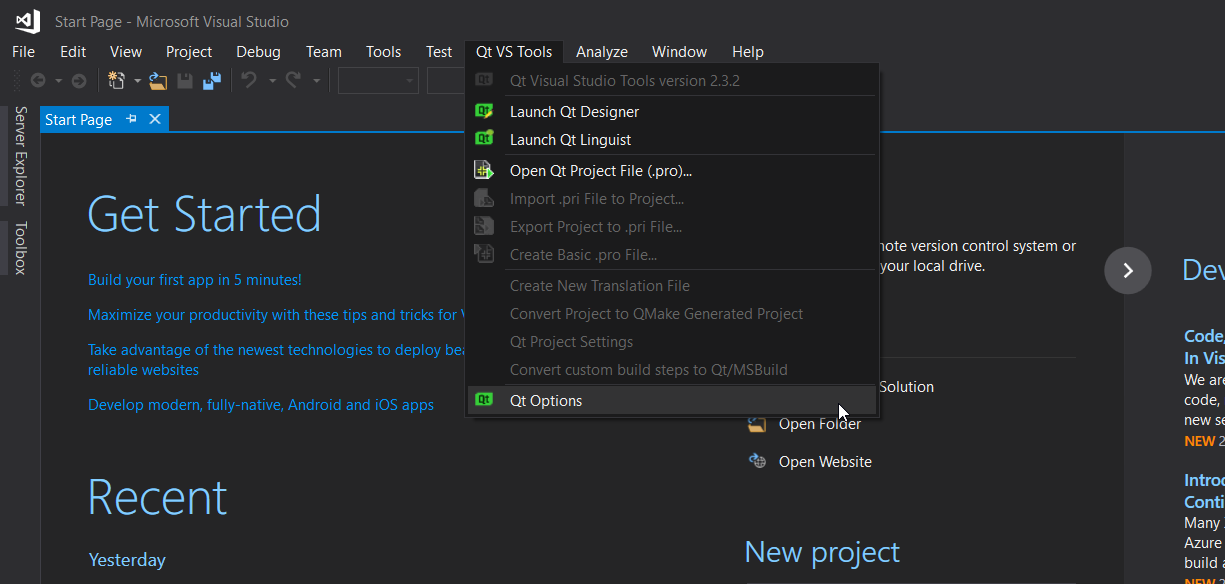 Start Page - Microsoft Visual Studio
File Edit View Project Debug Team Tools Test Qt VS Tools Analyze Window Help
Qt Visual Studio Tools version 2.3.2
Launch Qt Designer
Launch Qt Linguist
Open Qt Project File (.pro)...
Import .pri File to Project...
Export Project to .pri File...
Create Basic .pro File...
Create New Translation File
Convert Project to QMake Generated Project
Qt Project Settings
Convert custom build steps to Qt/MSBuild
Qt Options
Server Explorer
Toolbox
Start Page
Get Started
Build your first app in 5 minutes!
Maximize your productivity with these tips and tricks for
Take advantage of the newest technologies to deploy
reliable websites
Develop modern, fully-native, Android and iOS apps
Recent
Yesterday
version control system or
your local drive.
Solution
Open Folder
Open Website
New project
Code,
In
We are
code,
new
NEW 2
Many
Azure
build
NEW